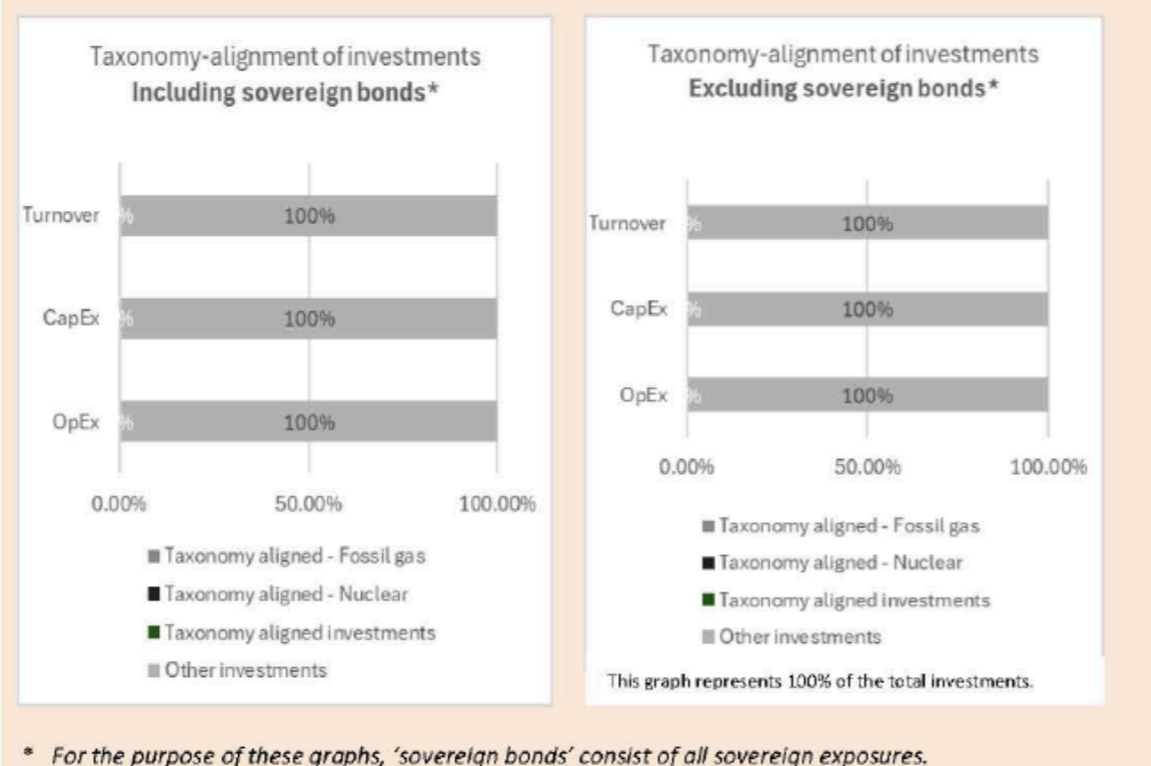 Taxonomy-alignment of investments
Including sovereign bonds*
Turnover % 100%
CapEx % 100%
OpEx % 100%
0.00% 50.00% 100.00%
Taxonomy aligned - Fossil gas
Taxonomy aligned - Nuclear
Taxonomy aligned investments
Other investments
Taxonomy-alignment of investments
Excluding sovereign bonds*
Turnover % 100%
CapEx % 100%
OpEx % 100%
0.00% 50.00% 100.00%
Taxonomy aligned - Fossil gas
Taxonomy aligned - Nuclear
Taxonomy aligned investments
Other investments
This graph represents 100% of the total investments.
* For the purpose of these graphs, ‘sovereign bonds’ consist of all sovereign exposures.